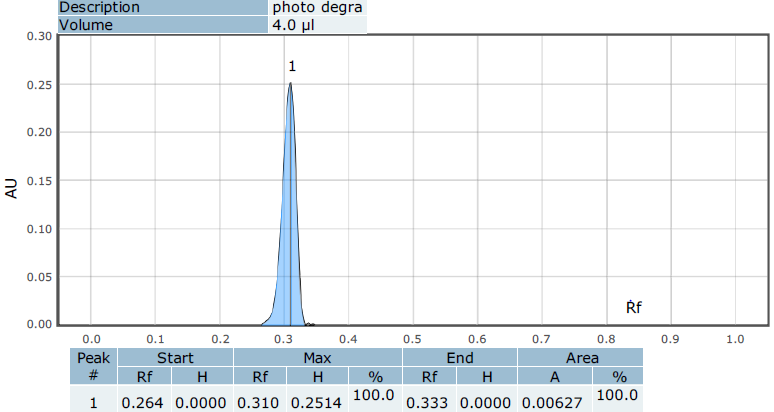 Description photo degra
Volume 4.0 µl
0.30
1
0.25
0.20
0.15
AU
0.10
0.05
Rf
0.00
0.0 0.1 0.2 0.3 0.4 0.5 0.6 0.7 0.8 0.9 1.0
Peak Start Max End Area
# Rf H Rf H % Rf H A %
1 0.264 0.0000 0.310 0.2514 100.0 0.333 0.0000 0.00627 100.0